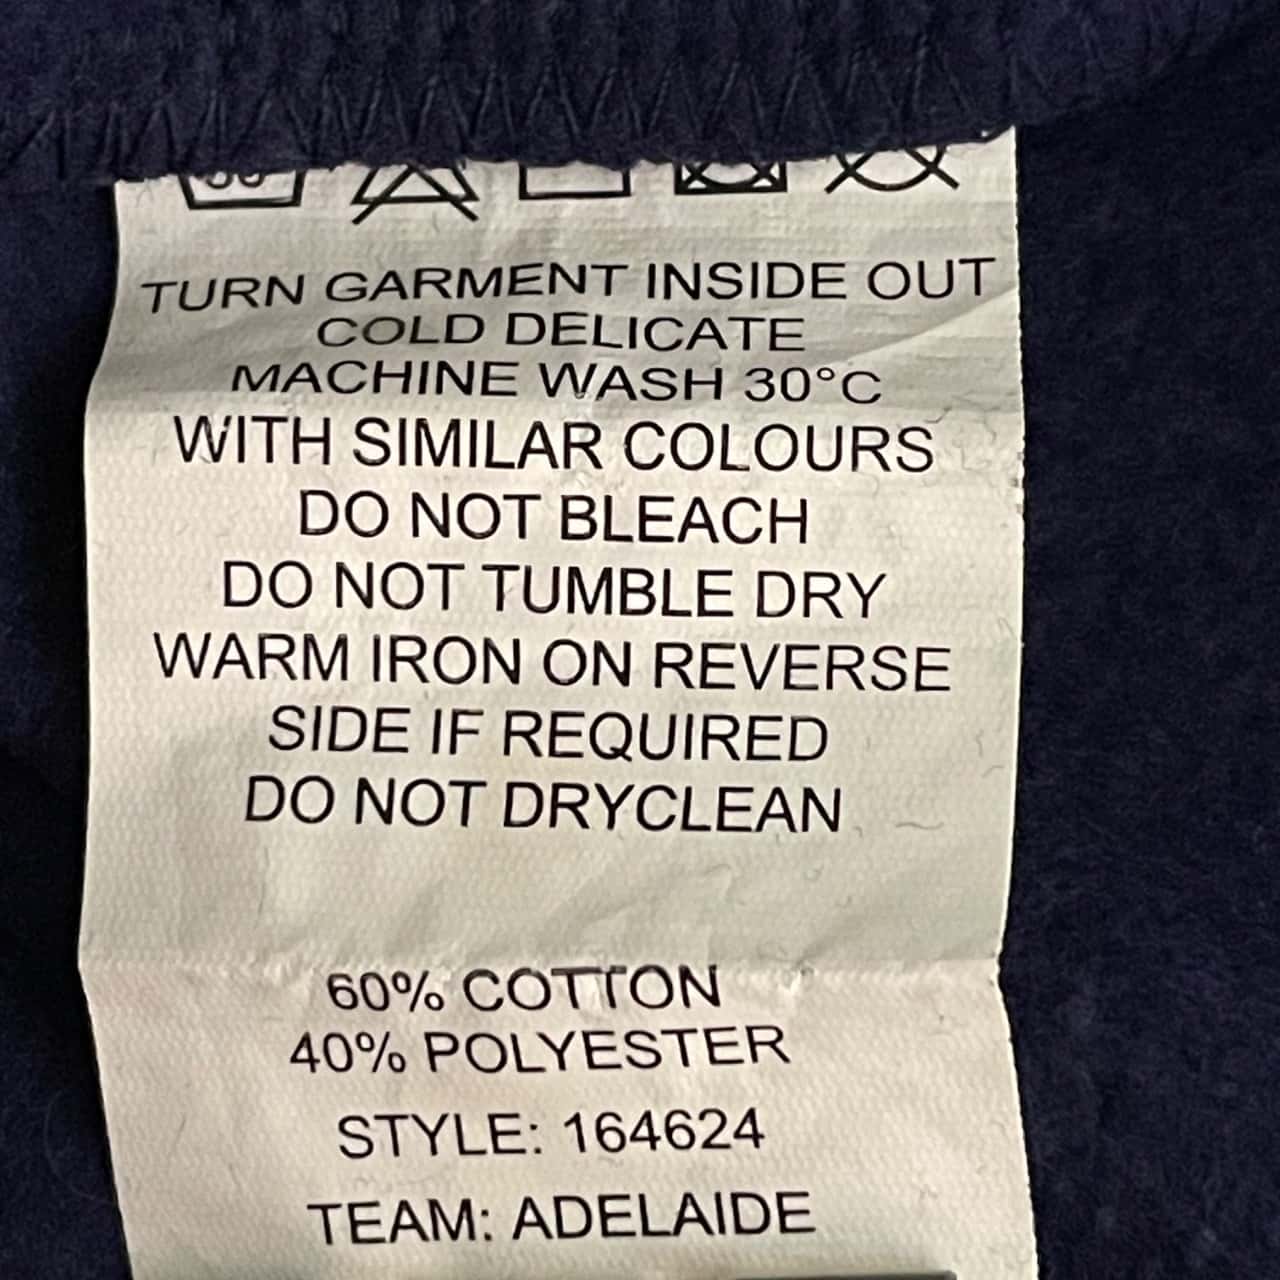 TURN GARMENT INSIDE OUT
COLD DELICATE
MACHINE WASH 30°C
WITH SIMILAR COLOURS
DO NOT BLEACH
DO NOT TUMBLE DRY
WARM IRON ON REVERSE
SIDE IF REQUIRED
DO NOT DRYCLEAN
60% COTTON
40% POLYESTER
STYLE: 164624
TEAM: ADELAIDE